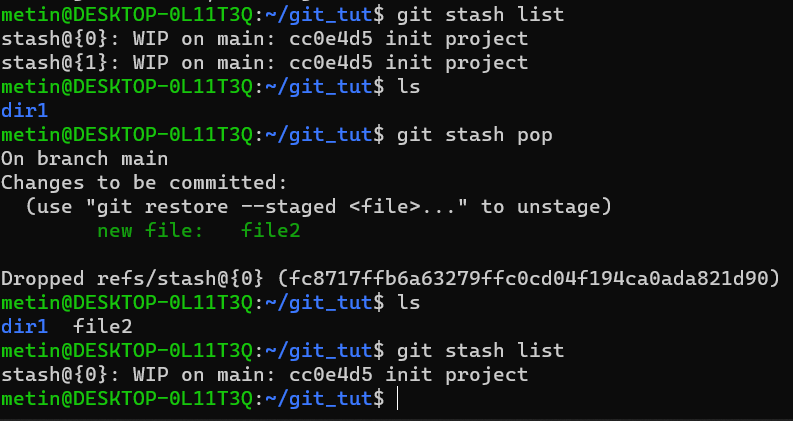 metin@DESKTOP-0L11T3Q:~/git_tut$ git stash list
stash@{0}: WIP on main: cc0e4d5 init project
stash@{1}: WIP on main: cc0e4d5 init project
metin@DESKTOP-0L11T3Q:~/git_tut$ ls
dir1
metin@DESKTOP-0L11T3Q:~/git_tut$ git stash pop
On branch main
Changes to be committed:
  (use "git restore --staged <file>..." to unstage)
        new file:   file2

Dropped refs/stash@{0} (fc8717ffb6a63279ffc0cd04f194ca0ada821d90)
metin@DESKTOP-0L11T3Q:~/git_tut$ ls
dir1  file2
metin@DESKTOP-0L11T3Q:~/git_tut$ git stash list
stash@{0}: WIP on main: cc0e4d5 init project
metin@DESKTOP-0L11T3Q:~/git_tut$